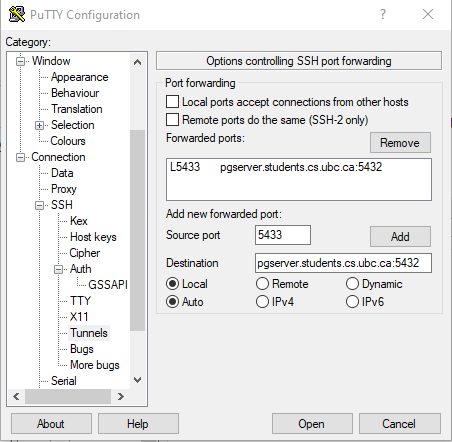 PuTTY Configuration
?
Category:
Window
Appearance
Behaviour
Translation
Selection
Colours
Connection
Data
Proxy
SSH
Kex
Host keys
Cipher
Auth
GSSAPI
TTY
X11
Tunnels
Bugs
More bugs
Serial
Options controlling SSH port forwarding
Port forwarding
Local ports accept connections from other hosts
Remote ports do the same (SSH-2 only)
Forwarded ports:
Remove
L5433 pgserver.students.cs.ubc.ca:5432
Add new forwarded port:
Source port 5433 Add
Destination pgserver.students.cs.ubc.ca:5432
Local Remote Dynamic
Auto IPv4 IPv6
About Help Open Cancel